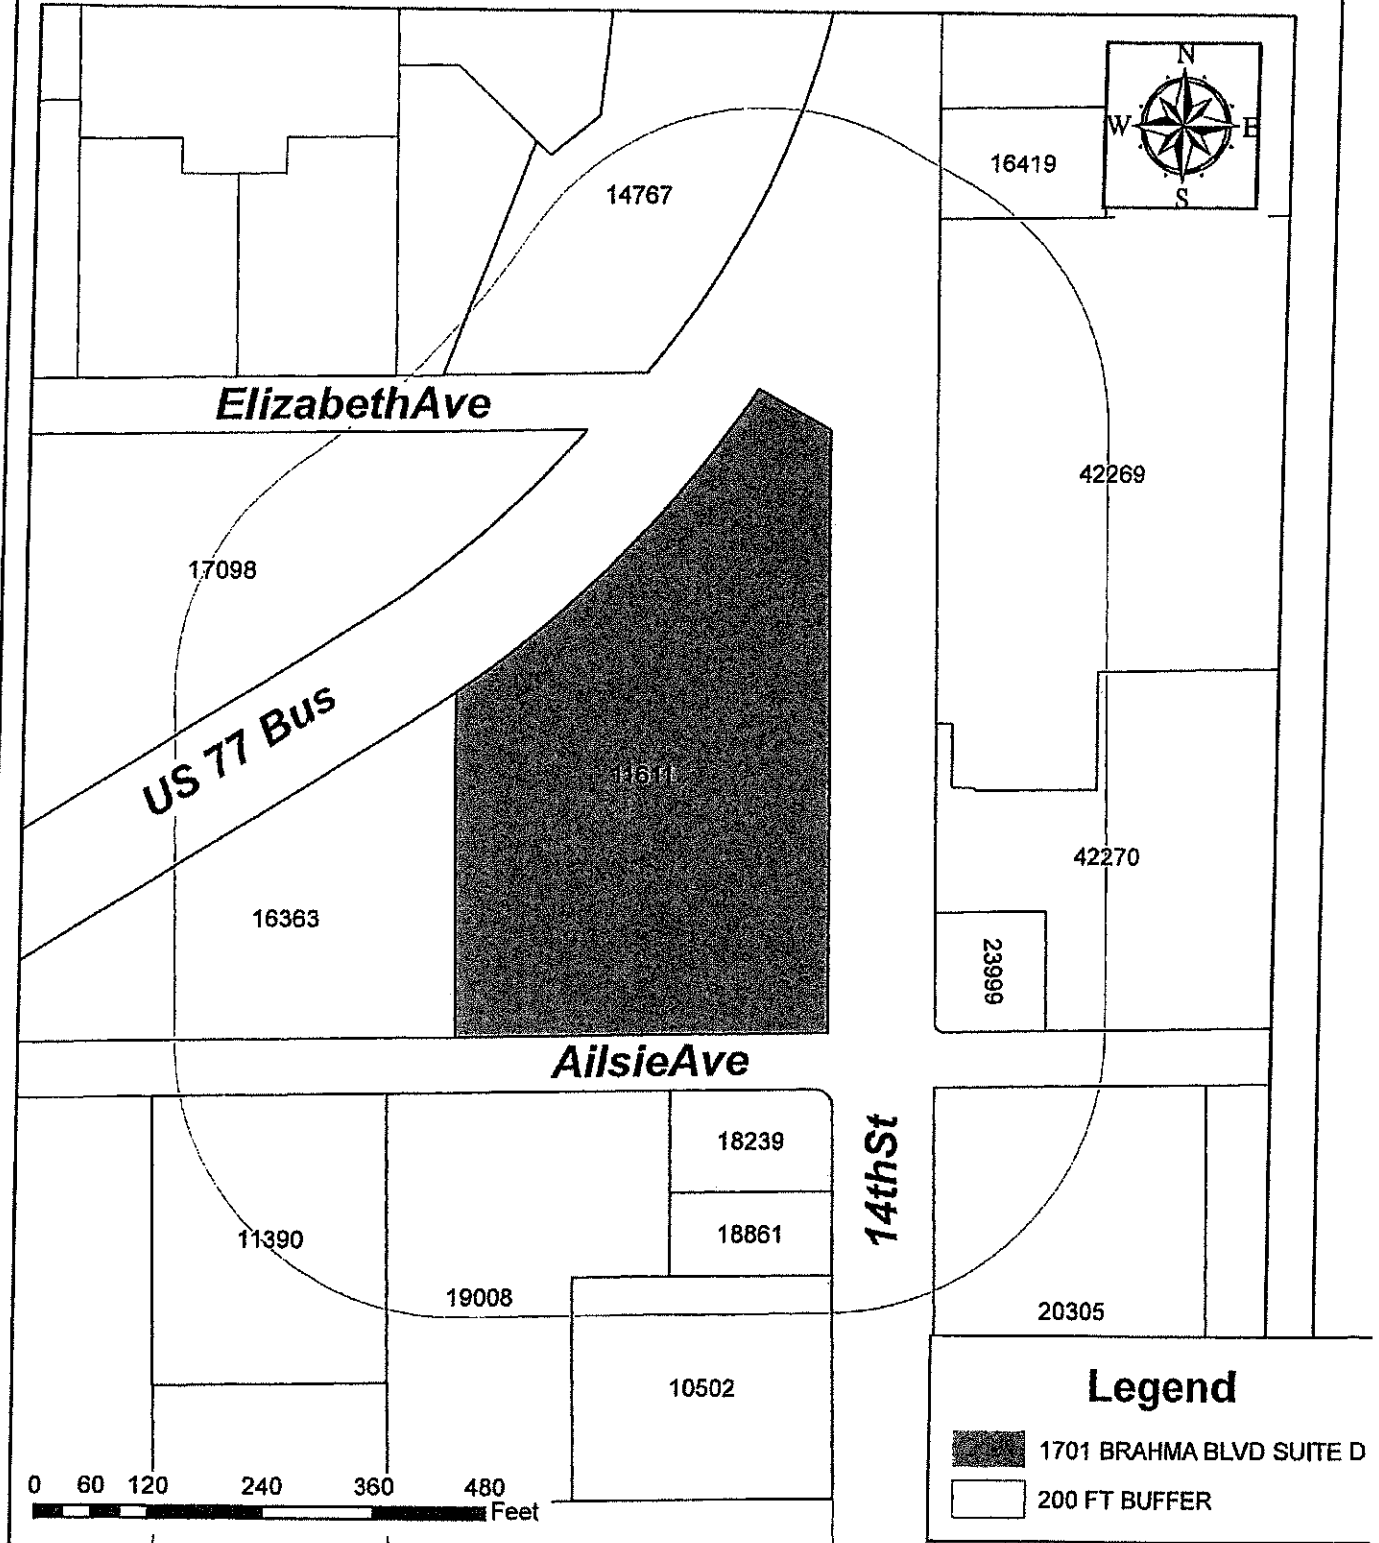 N
W E
S
16419
14767
ElizabethAve
42269
17098
US 77 Bus
11611
42270
16363
23999
AilsieAve
18239
14thSt
18861
11390
19008
20305
10502
Legend
1701 BRAHMA BLVD SUITE D
200 FT BUFFER
0 60 120 240 360 480
Feet